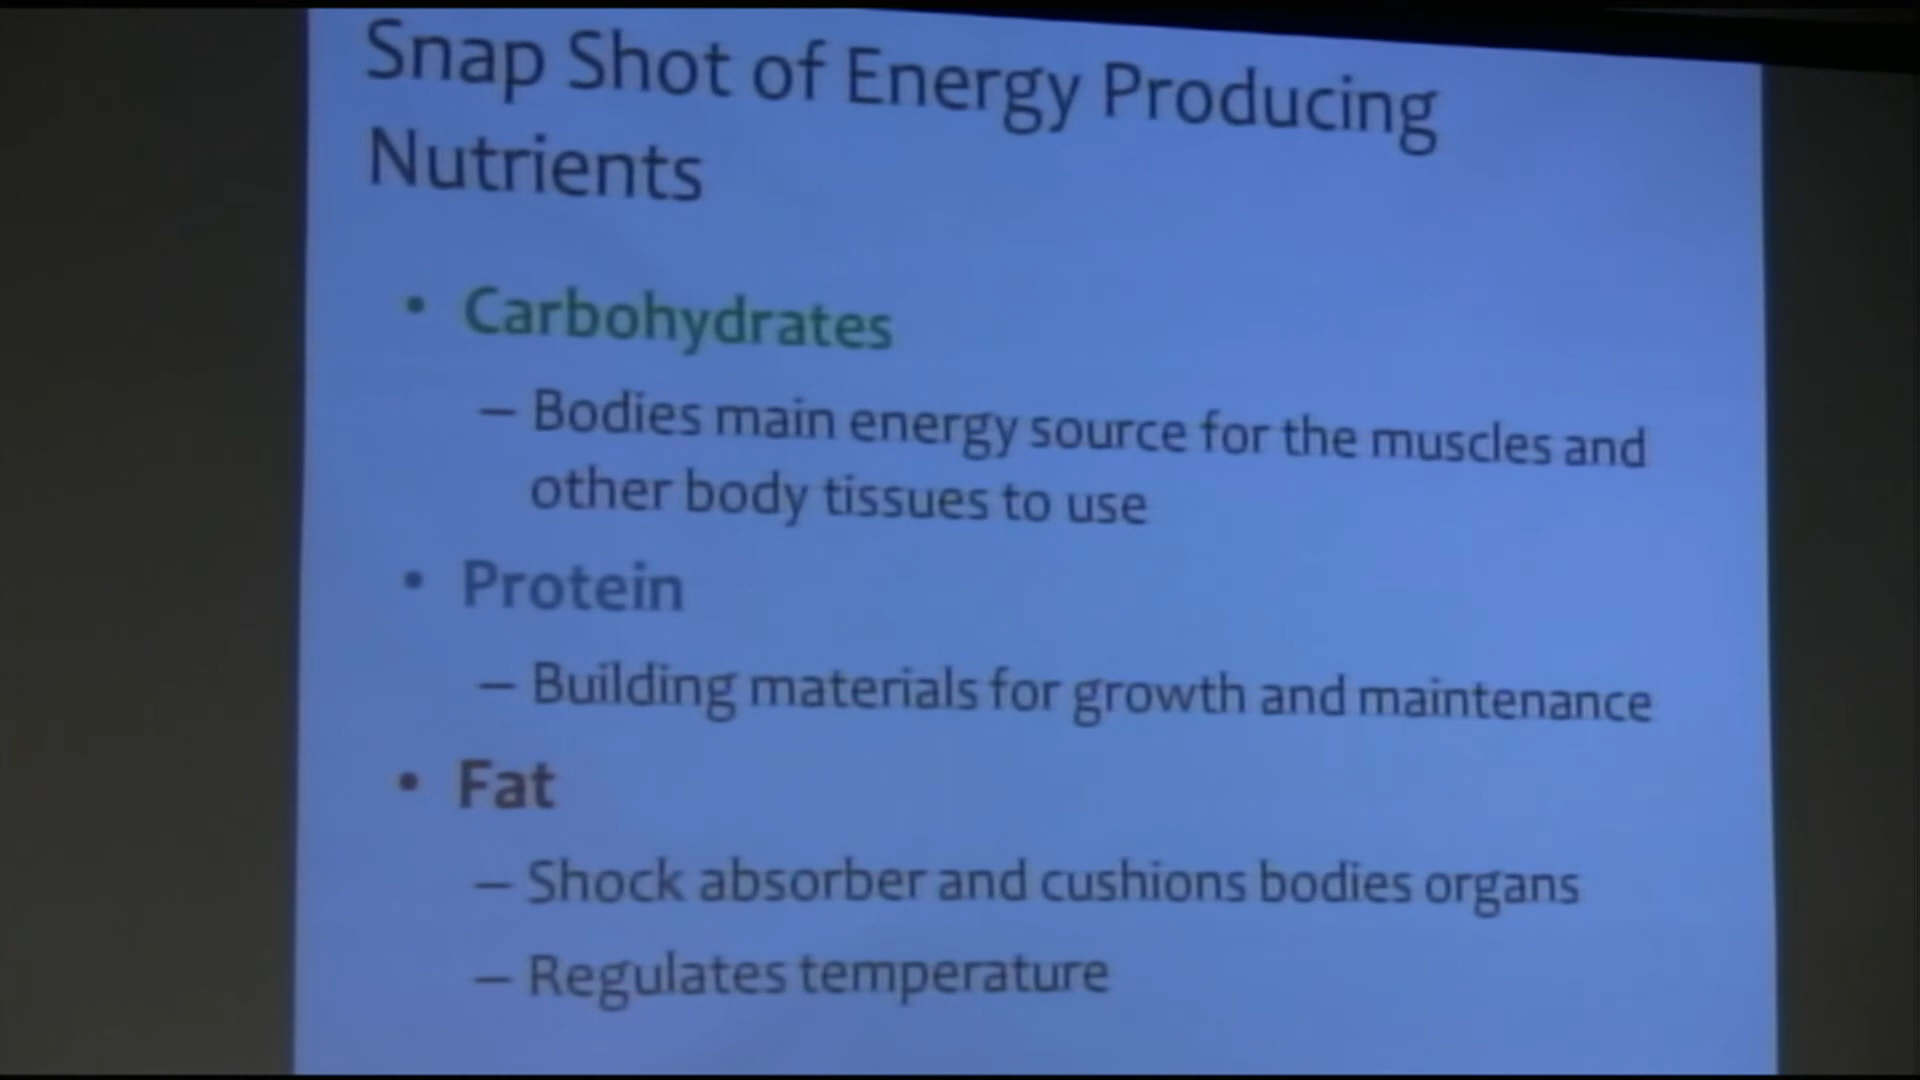 Snap Shot of Energy Producing
Nutrients
• Carbohydrates
– Bodies main energy source for the muscles and
other body tissues to use
• Protein
– Building materials for growth and maintenance
• Fat
– Shock absorber and cushions bodies organs
– Regulates temperature